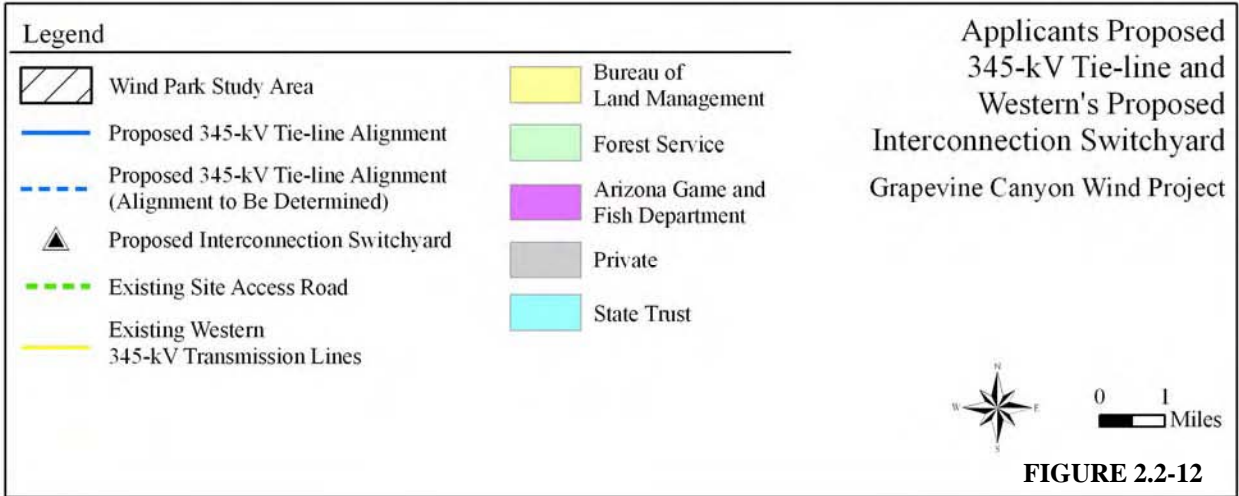 Legend
Wind Park Study Area
Proposed 345-kV Tie-line Alignment
Proposed 345-kV Tie-line Alignment
(Alignment to Be Determined)
Proposed Interconnection Switchyard
Existing Site Access Road
Existing Western
345-kV Transmission Lines
Bureau of
Land Management
Forest Service
Arizona Game and
Fish Department
Private
State Trust
Applicants Proposed
345-kV Tie-line and
Western's Proposed
Interconnection Switchyard
Grapevine Canyon Wind Project
N
W E
S
0 1
Miles
FIGURE 2.2-12